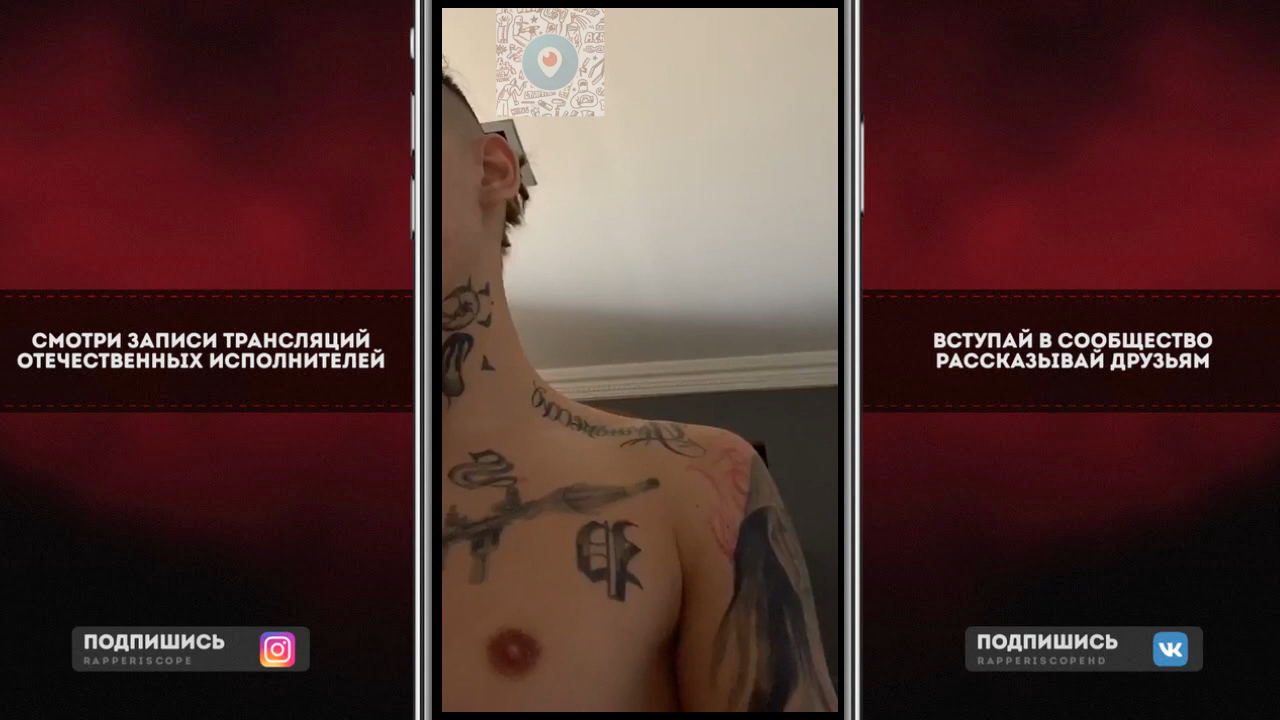 СМОТРИ ЗАПИСИ ТРАНСЛЯЦИЙ
ОТЕЧЕСТВЕННЫХ ИСПОЛНИТЕЛЕЙ
ВСТУПАЙ В СООБЩЕСТВО
РАССКАЗЫВАЙ ДРУЗЬЯМ
ПОДПИШИСЬ
RAPPERISCOPE
ПОДПИШИСЬ
RAPPERISCOPEHD